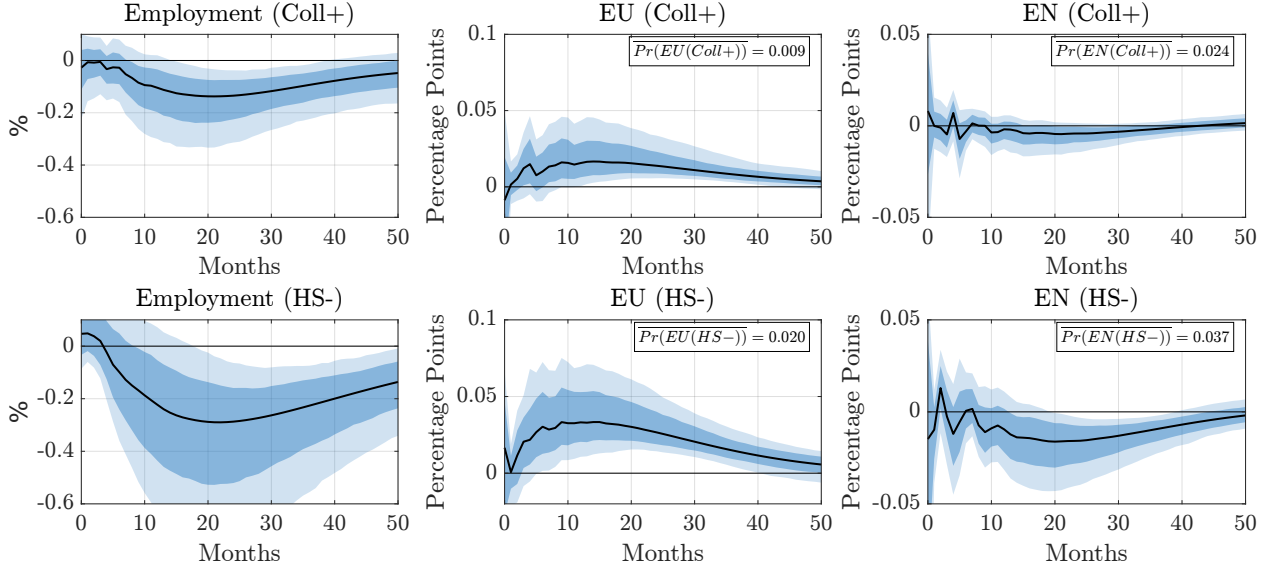 Employment (Coll+)
0
-0.2
-0.4
-0.6
%
0 10 20 30 40 50
Months
EU (Coll+)
0.1
0.05
0
Percentage Points
Pr(EU(Coll+)) = 0.009
0 10 20 30 40 50
Months
EN (Coll+)
0.05
0
-0.05
Percentage Points
Pr(EN(Coll+)) = 0.024
0 10 20 30 40 50
Months
Employment (HS-)
0
-0.2
-0.4
-0.6
%
0 10 20 30 40 50
Months
EU (HS-)
0.1
0.05
0
Percentage Points
Pr(EU(HS−)) = 0.020
0 10 20 30 40 50
Months
EN (HS-)
0.05
0
-0.05
Percentage Points
Pr(EN(HS−)) = 0.037
0 10 20 30 40 50
Months